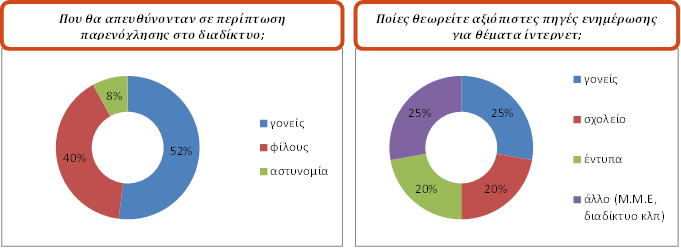 Που θα απευθύνονταν σε περίπτωση
παρενόχλησης στο διαδίκτυο;
8%
40%
52%
γονείς
φίλους
αστυνομία
Ποίες θεωρείτε αξιόπιστες πηγές ενημέρωσης
για θέματα ίντερνετ;
25%
25%
20%
20%
γονείς
σχολείο
έντυπα
άλλο (Μ.Μ.Ε,
διαδίκτυο κλπ)